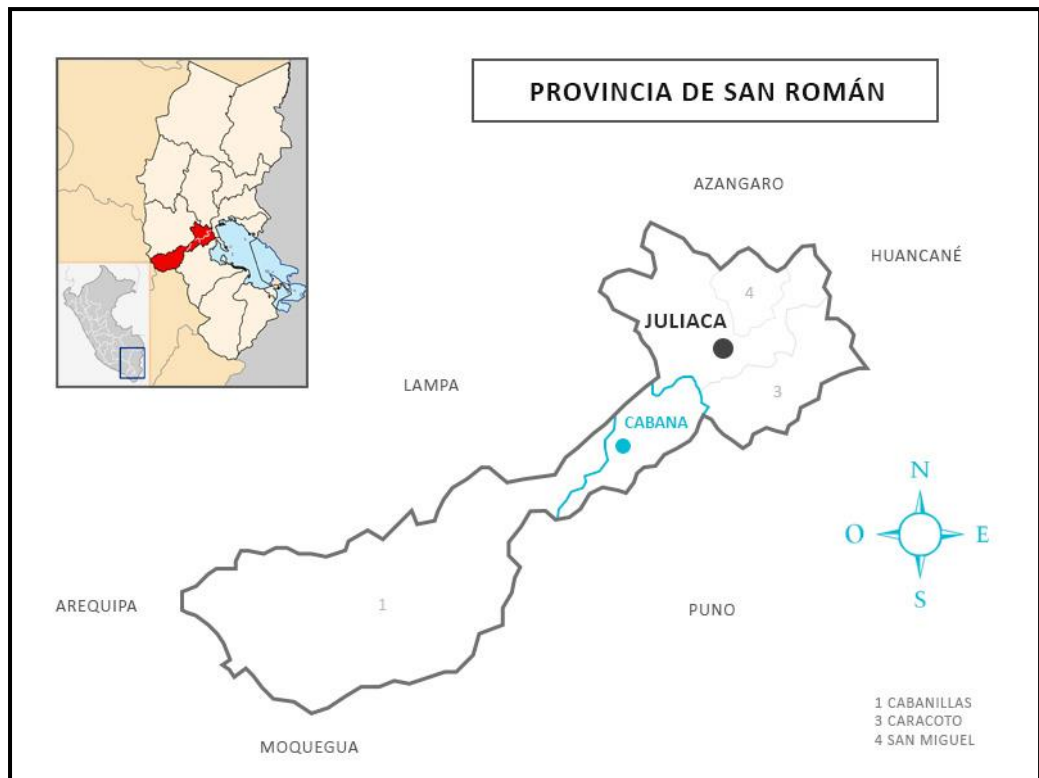 PROVINCIA DE SAN ROMÁN
AZANGARO
HUANCANÉ
4
JULIACA
LAMPA
3
CABANA
N
O E
S
AREQUIPA
1
PUNO
MOQUEGUA
1 CABANILLAS
3 CARACOTO
4 SAN MIGUEL